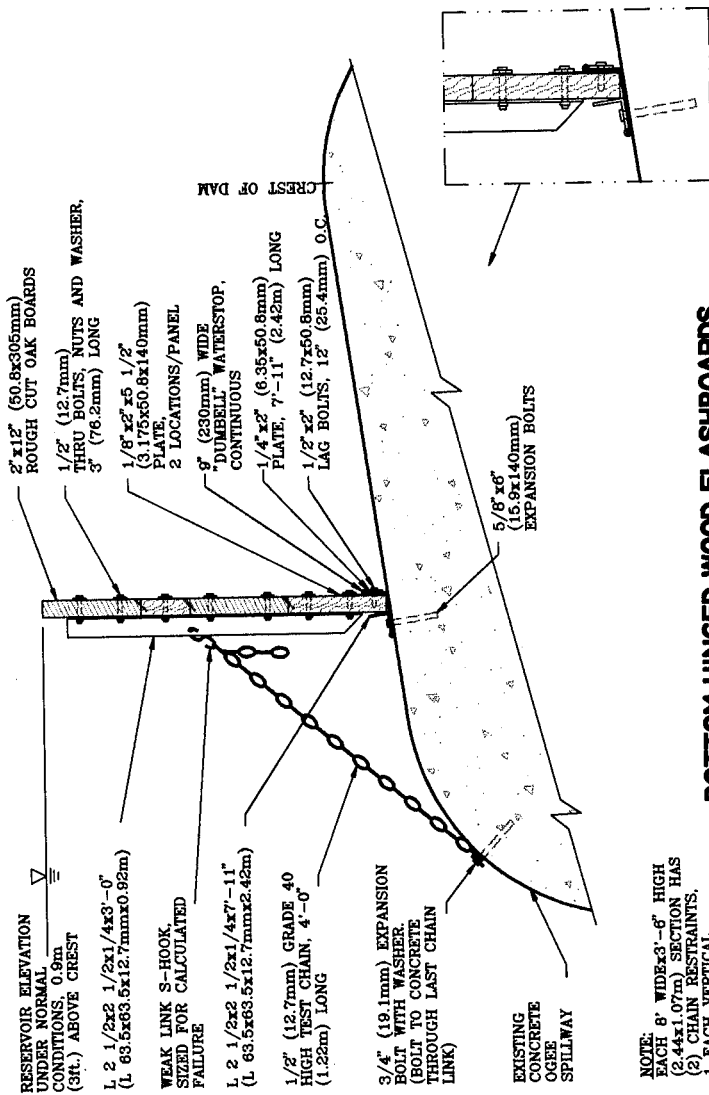 RESERVOIR ELEVATION
UNDER NORMAL
CONDITIONS, 0.9m
(3ft.) ABOVE CREST
L 2 1/2x2 1/2x1/4x3'-0"
(L 63.5x63.5x12.7mmx0.92m)
WEAK LINK S-HOOK,
SIZED FOR CALCULATED
FAILURE
L 2 1/2x2 1/2x1/4x7'-11"
(L 63.5x63.5x12.7mmx2.42m)
1/2" (12.7mm) GRADE 40
HIGH TEST CHAIN, 4'-0"
(1.22m) LONG
3/4" (19.1mm) EXPANSION
BOLT WITH WASHER.
(BOLT TO CONCRETE
THROUGH LAST CHAIN
LINK)
EXISTING
CONCRETE
OGEE
SPILLWAY
2"x12" (50.8x305mm)
ROUGH CUT OAK BOARDS
1/2" (12.7mm)
THRU BOLTS, NUTS AND WASHER,
3" (76.2mm) LONG
1/8"x2"x5 1/2"
(3.175x50.8x140mm)
PLATE,
2 LOCATIONS/PANEL
9" (230mm) WIDE
"DUMBELL" WATERSTOP,
CONTINUOUS
1/4"x2" (6.35x50.8mm)
PLATE, 7'-11" (2.42m) LONG
1/2"x2" (12.7x50.8mm)
LAG BOLTS, 12" (25.4mm) O.C.
5/8"x6"
(15.9x140mm)
EXPANSION BOLTS
CREST OF DAM
NOTE:
EACH 8' WIDEx3'-6" HIGH
(2.44x1.07m) SECTION HAS
(2) CHAIN RESTRAINTS,
1 EACH VERTICAL
BOTTOM HINGED WOOD FLASHBOARDS